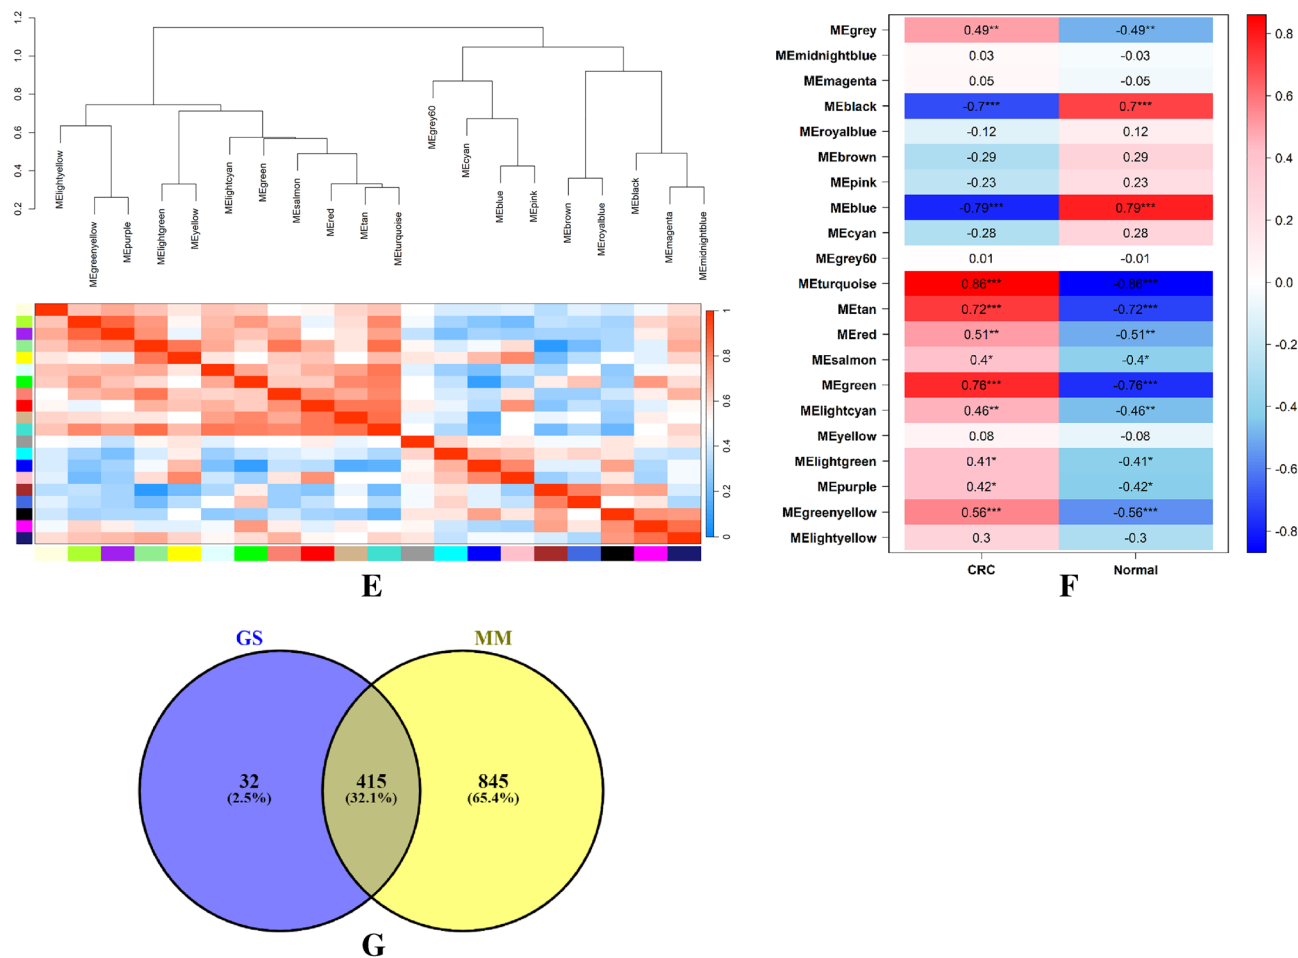 1.2
1.0
0.8
0.6
0.4
0.2
MElightyellow
MEgreenyellow
MEpurple
MElightgreen
MEyellow
MElightcyan
MEgreen
MEsalmon
MEred
MEtan
MEturquoise
MEgrey60
MEcyan
MEblue
MEpink
MEbrown
MEroyalblue
MEblack
MEmagenta
MEmidnightblue
1
0.8
0.6
0.4
0.2
0
E
MEgrey 0.49** -0.49**
MEmidnightblue 0.03 -0.03
MEmagenta 0.05 -0.05
MEblack -0.7*** 0.7***
MEroyalblue -0.12 0.12
MEbrown -0.29 0.29
MEpink -0.23 0.23
MEblue -0.79*** 0.79***
MEcyan -0.28 0.28
MEgrey60 0.01 -0.01
MEturquoise 0.86*** -0.86***
MEtan 0.72*** -0.72***
MEred 0.51** -0.51**
MEsalmon 0.4* -0.4*
MEgreen 0.76*** -0.76***
MElightcyan 0.46** -0.46**
MEyellow 0.08 -0.08
MElightgreen 0.41* -0.41*
MEpurple 0.42* -0.42*
MEgreenyellow 0.56*** -0.56***
MElightyellow 0.3 -0.3
CRC Normal
0.8
0.6
0.4
0.2
0.0
-0.2
-0.4
-0.6
-0.8
F
GS MM
32 415 845
(2.5%) (32.1%) (65.4%)
G